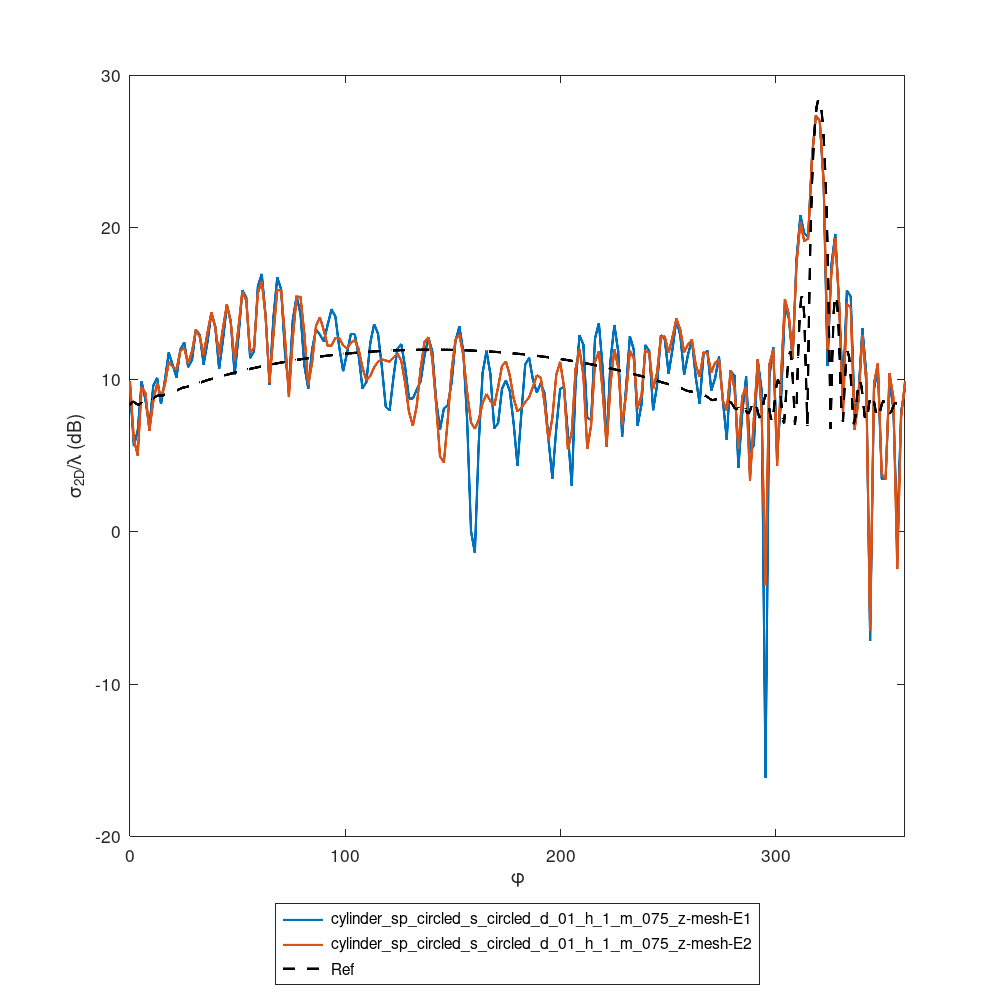 30
20
10
0
-10
-20
σ2D/λ (dB)
0 100 200 300
φ
cylinder_sp_circled_s_circled_d_01_h_1_m_075_z-mesh-E1
cylinder_sp_circled_s_circled_d_01_h_1_m_075_z-mesh-E2
Ref